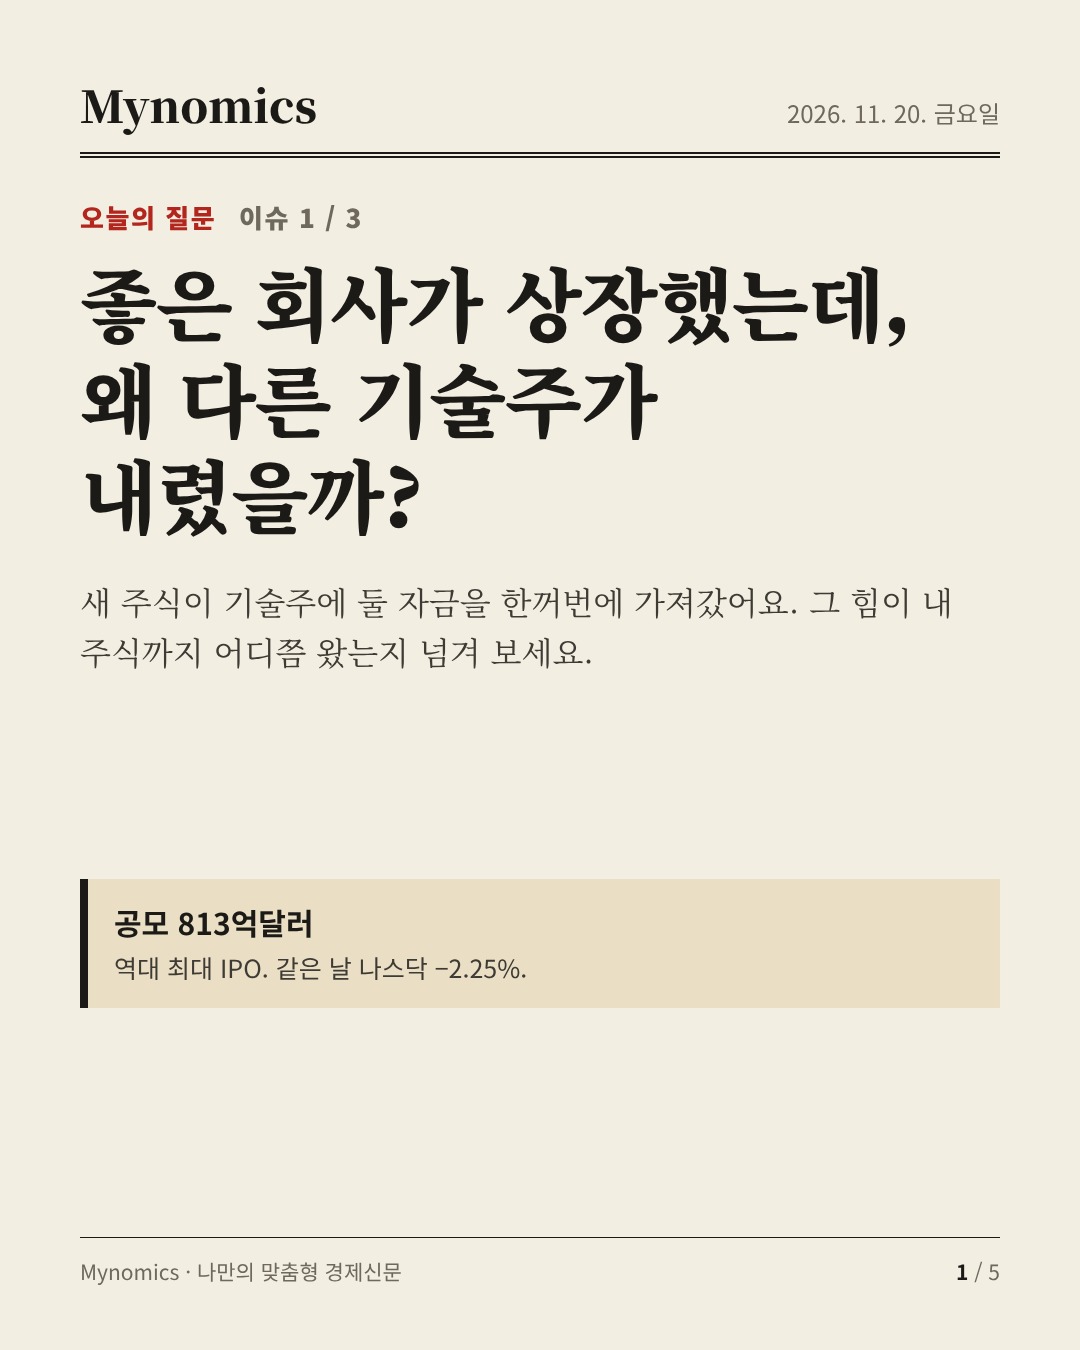 Mynomics
2026. 11. 20. 금요일
오늘의 질문 이슈 1 / 3
좋은 회사가 상장했는데,
왜 다른 기술주가
내렸을까?
새 주식이 기술주에 둘 자금을 한꺼번에 가져갔어요. 그 힘이 내
주식까지 어디쯤 왔는지 넘겨 보세요.
공모 813억달러
역대 최대 IPO. 같은 날 나스닥 −2.25%.
Mynomics · 나만의 맞춤형 경제신문
1 / 5